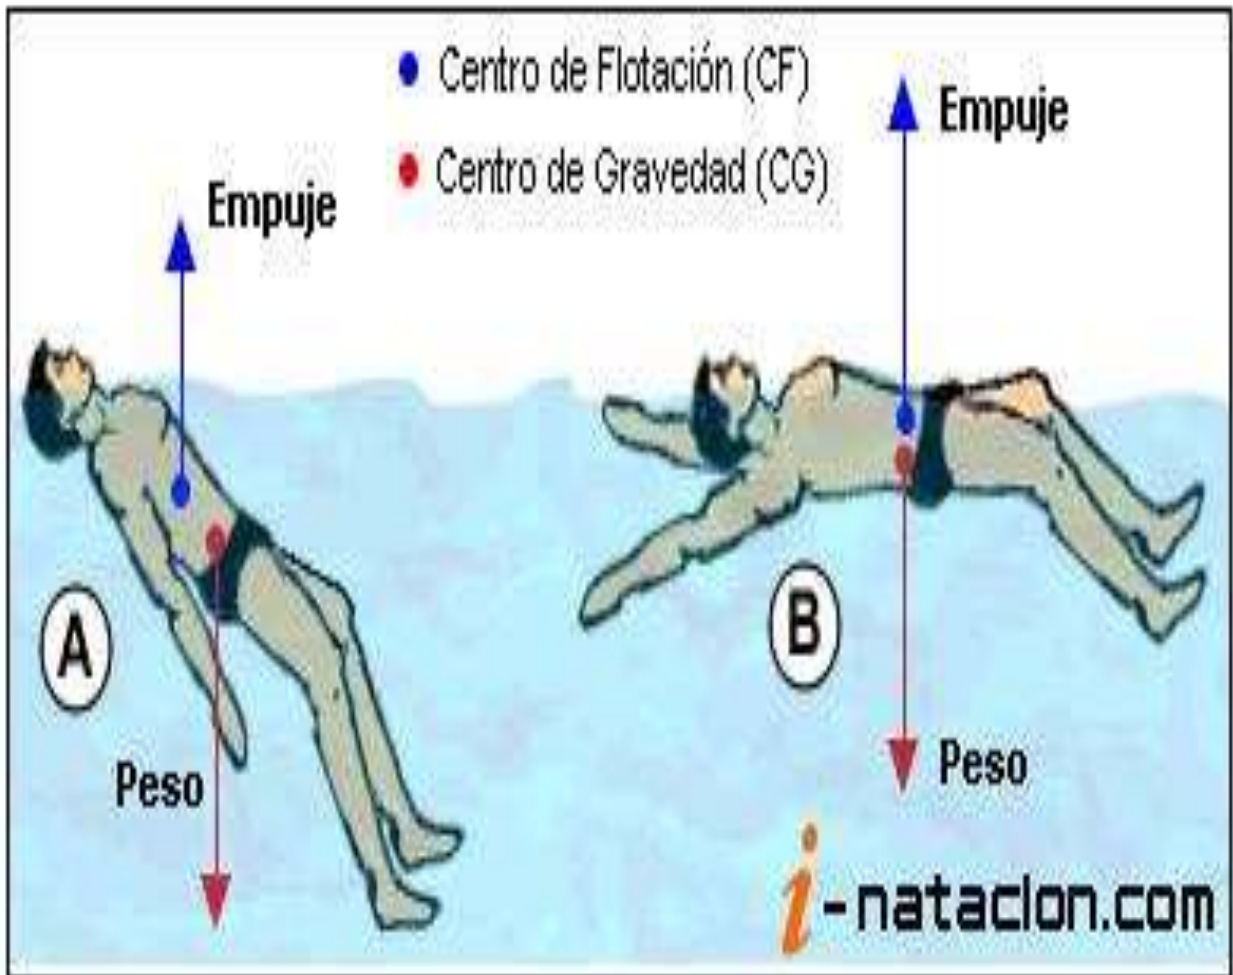 Centro de Flotación (CF)
Centro de Gravedad (CG)
Empuje
Empuje
A
B
Peso
Peso
i-natacion.com